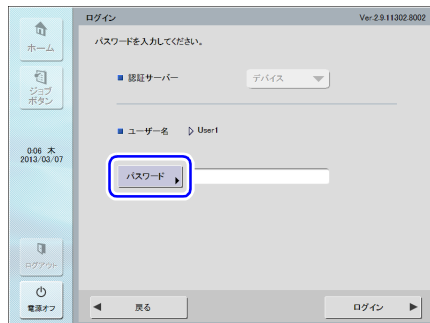 ログイン
Ver.2.9.11302.8002
ホーム
ジョブ
ボタン
0:06 木
2013/03/07
ログアウト
電源オフ
パスワードを入力してください。
認証サーバー
デバイス
ユーザー名
User1
パスワード
戻る
ログイン